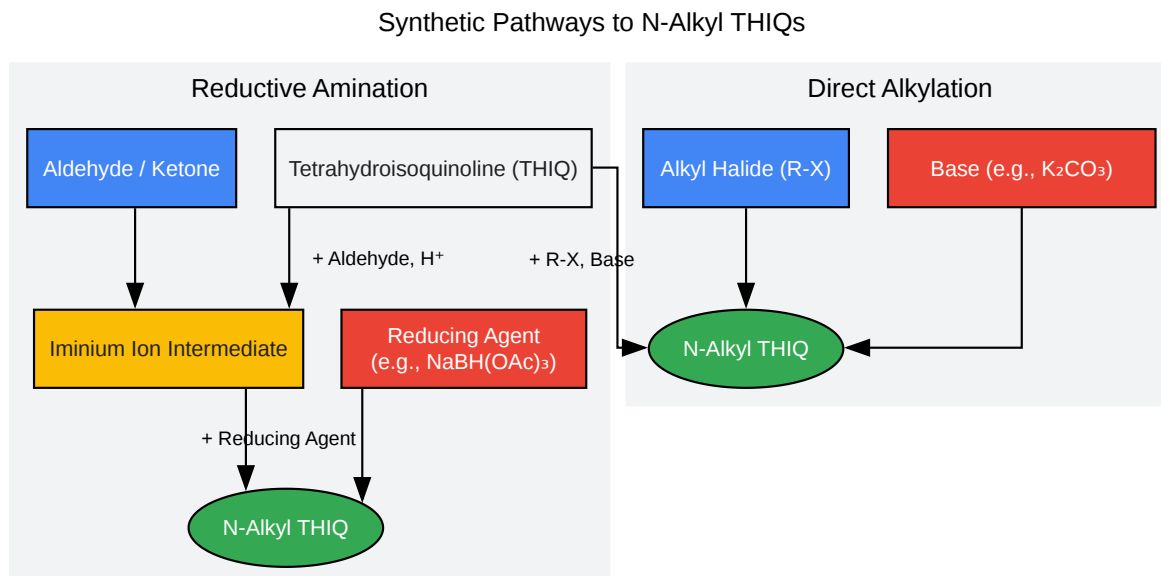 Synthetic Pathways to N-Alkyl THIQs
Reductive Amination
Direct Alkylation
Aldehyde / Ketone
Tetrahydroisoquinoline (THIQ)
Alkyl Halide (R-X)
Base (e.g., K₂CO₃)
+ Aldehyde, H⁺
+ R-X, Base
Iminium Ion Intermediate
Reducing Agent
(e.g., NaBH(OAc)₃)
N-Alkyl THIQ
+ Reducing Agent
N-Alkyl THIQ